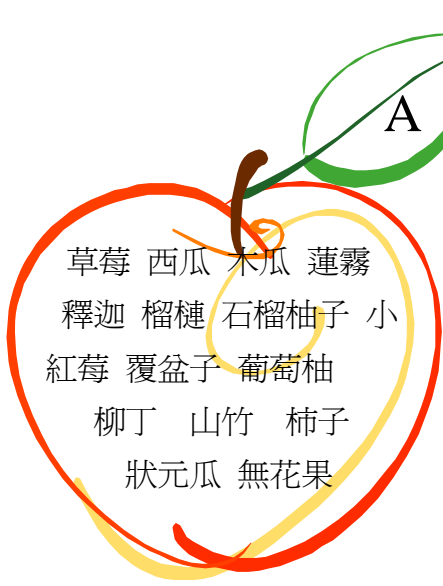 A
草莓 西瓜 木瓜 蓮霧
釋迦 榴槤 石榴柚子 小
紅莓 覆盆子 葡萄柚
柳丁 山竹 柿子
狀元瓜 無花果